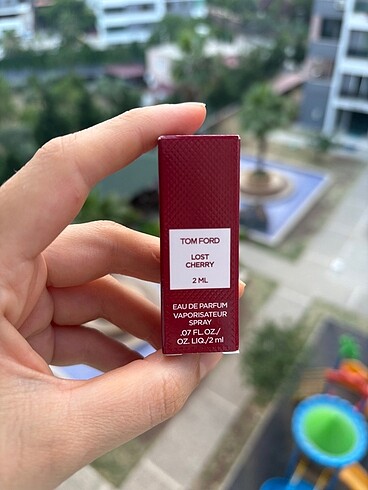 TOM FORD
LOST
CHERRY
2 ML
EAU DE PARFUM
VAPORISATEUR
SPRAY
.07 FL.OZ./
OZ. LIQ./2 ml